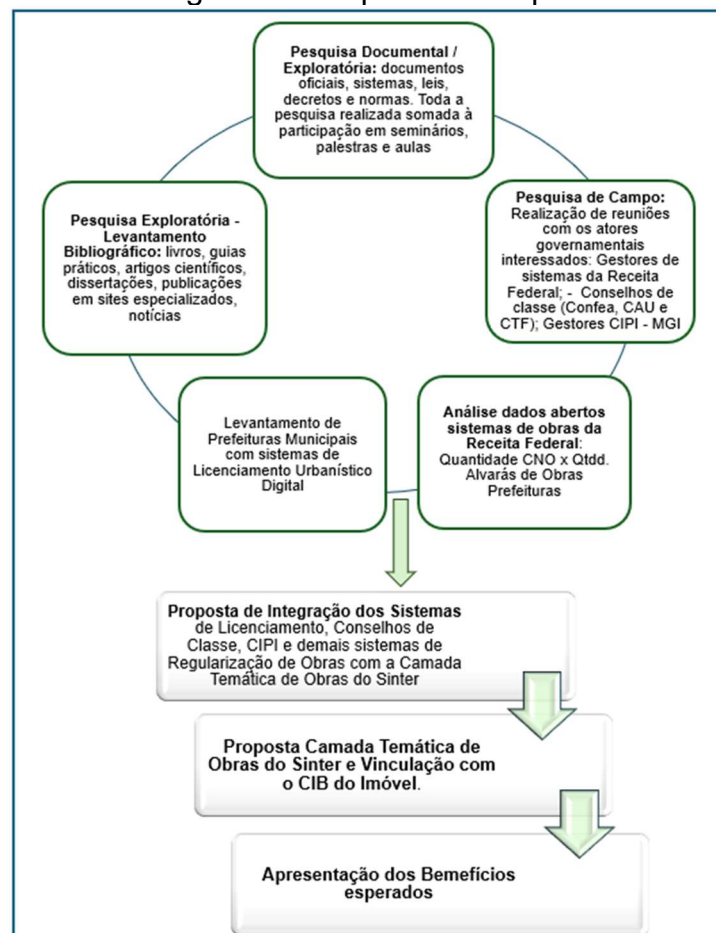 Pesquisa Documental /
Exploratória: documentos
oficiais, sistemas, leis,
decretos e normas. Toda a
pesquisa realizada somada à
participação em seminários,
palestras e aulas
Pesquisa Exploratória -
Levantamento
Bibliográfico: livros, guias
práticos, artigos científicos,
dissertações, publicações
em sites especializados,
notícias
Pesquisa de Campo:
Realização de reuniões
com os atores
governamentais
interessados: Gestores de
sistemas da Receita
Federal; - Conselhos de
classe (Confea, CAU e
CTF); Gestores CIPI - MGI
Levantamento de
Prefeituras Municipais
com sistemas de
Licenciamento Urbanístico
Digital
Análise dados abertos
sistemas de obras da
Receita Federal:
Quantidade CNO x Qtdd.
Alvarás de Obras
Prefeituras
Proposta de Integração dos Sistemas
de Licenciamento, Conselhos de
Classe, CIPI e demais sistemas de
Regularização de Obras com a Camada
Temática de Obras do Sinter
Proposta Camada Temática de
Obras do Sinter e Vinculação com
o CIB do Imóvel.
Apresentação dos Bemefícios
esperados